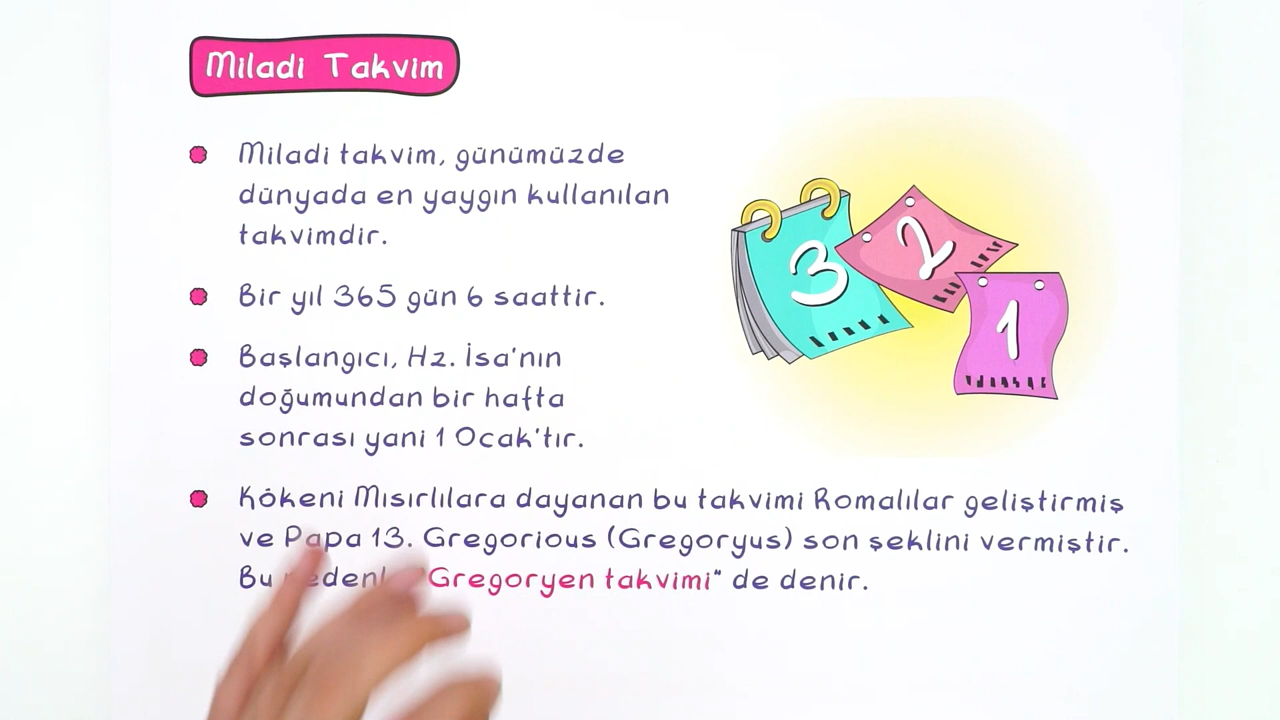 Miladi Takvim
Miladi takvim, günümüzde
dünyada en yaygın kullanılan
takvimdir.
Bir yıl 365 gün 6 saattir.
Başlangıcı, Hz. İsa'nın
doğumundan bir hafta
sonrası yani 1 Ocak'tır.
Kökeni Mısırlılara dayanan bu takvimi Romalılar geliştirmiş
ve Papa 13. Gregorious (Gregoryus) son şeklini vermiştir.
Bu "Gregoryen takvimi" de denir.
3
2
1